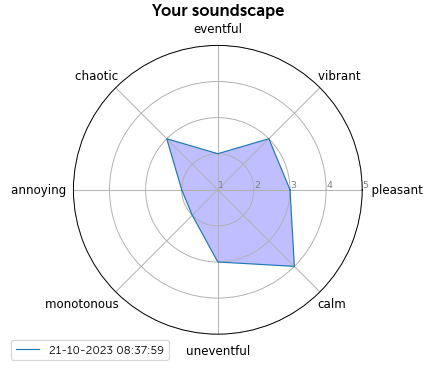 Your soundscape
eventful
chaotic
vibrant
annoying
1 2 3 4 5
pleasant
monotonous
calm
uneventful
21-10-2023 08:37:59